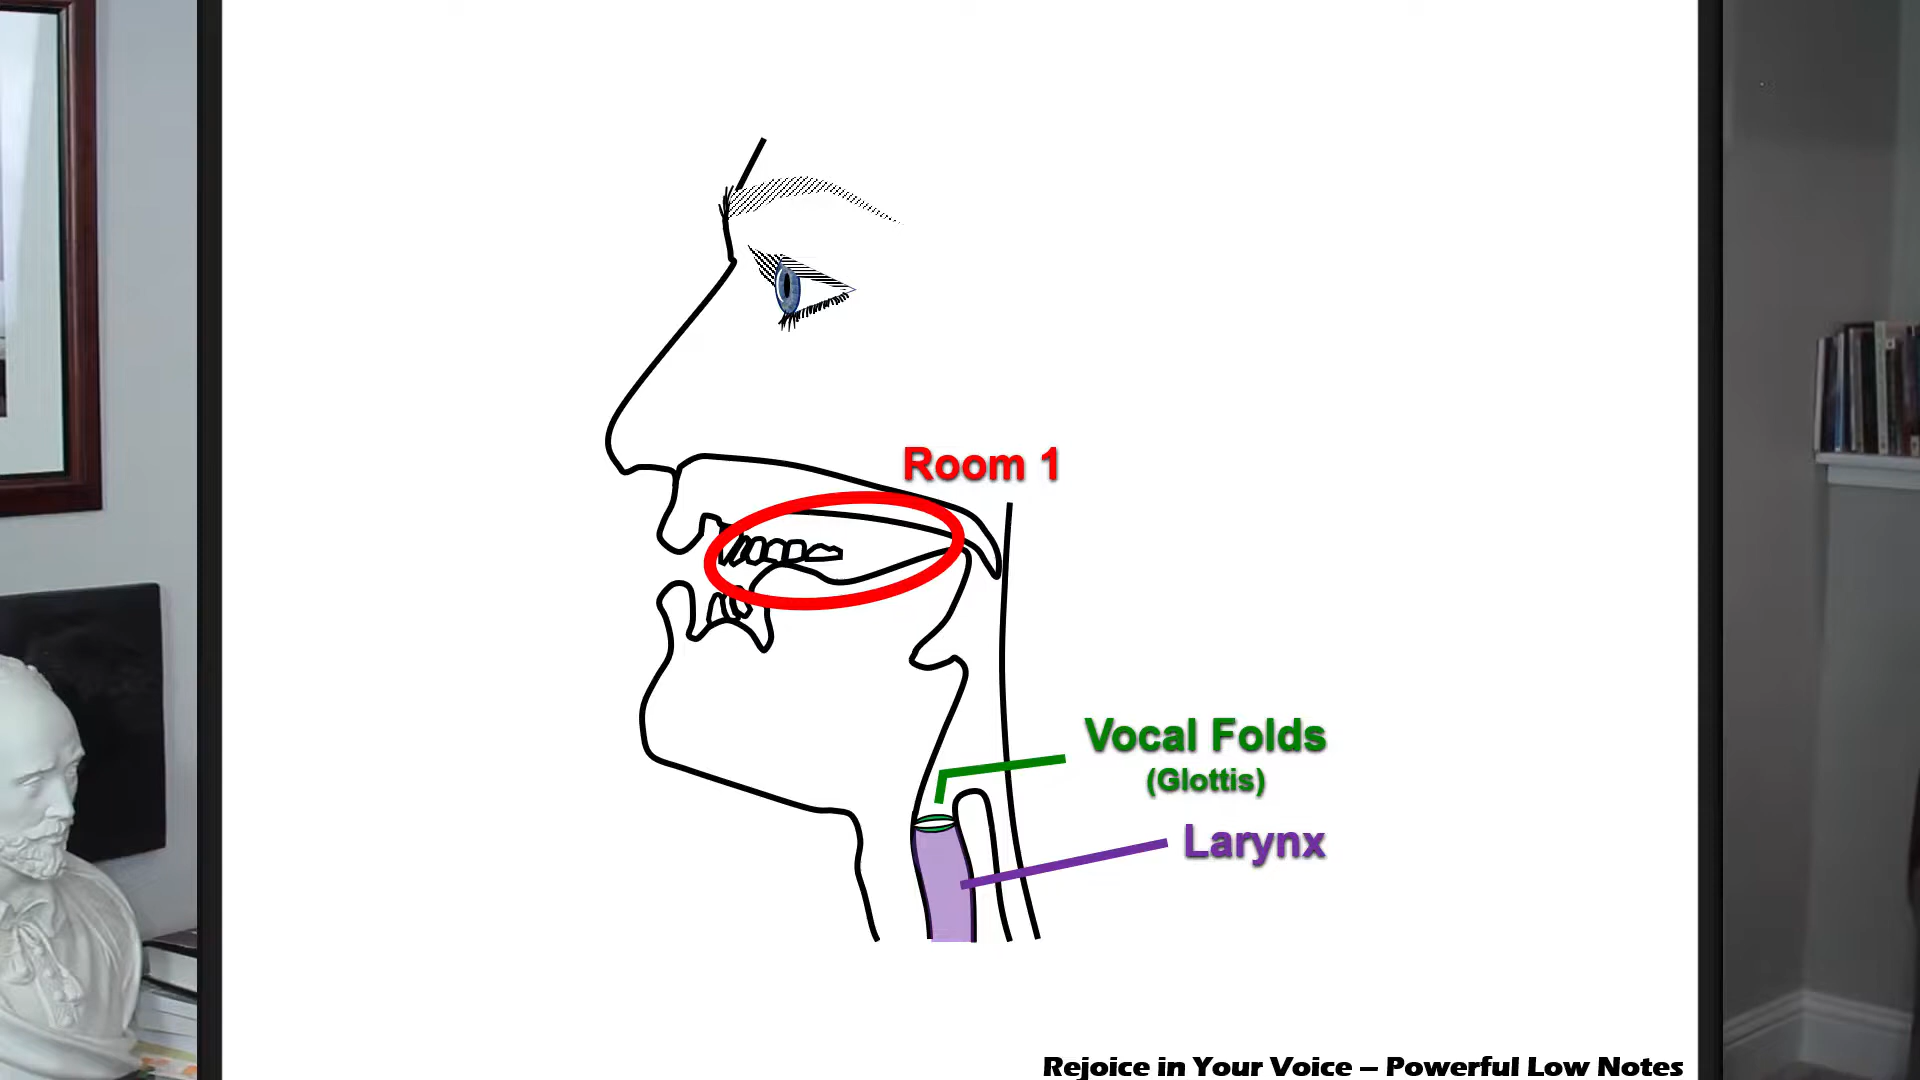 Room 1
Vocal Folds
(Glottis)
Larynx
Rejoice in Your Voice – Powerful Low Notes